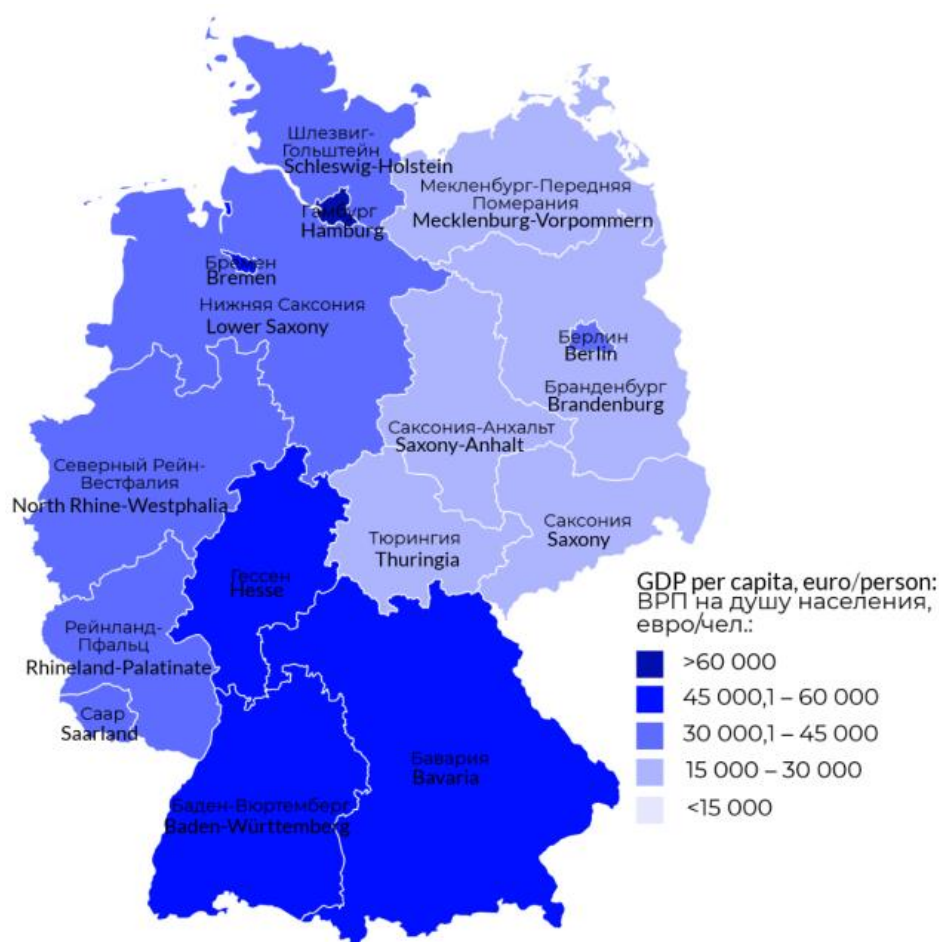 Шлезвиг-
Гольштейн
Schleswig-Holstein
Мекленбург-Передняя
Померания
Mecklenburg-Vorpommern
Гамбург
Hamburg
Бремен
Bremen
Нижняя Саксония
Lower Saxony
Берлин
Berlin
Бранденбург
Brandenburg
Саксония-Анхальт
Saxony-Anhalt
Северный Рейн-
Вестфалия
North Rhine-Westphalia
Саксония
Saxony
Тюрингия
Thuringia
Гессен
Hesse
Рейнланд-
Пфальц
Rhineland-Palatinate
Саар
Saarland
Бавария
Bavaria
Баден-Вюртемберг
Baden-Württemberg
GDP per capita, euro/person:
ВРП на душу населения,
евро/чел.:
>60 000
45 000,1 – 60 000
30 000,1 – 45 000
15 000 – 30 000
<15 000